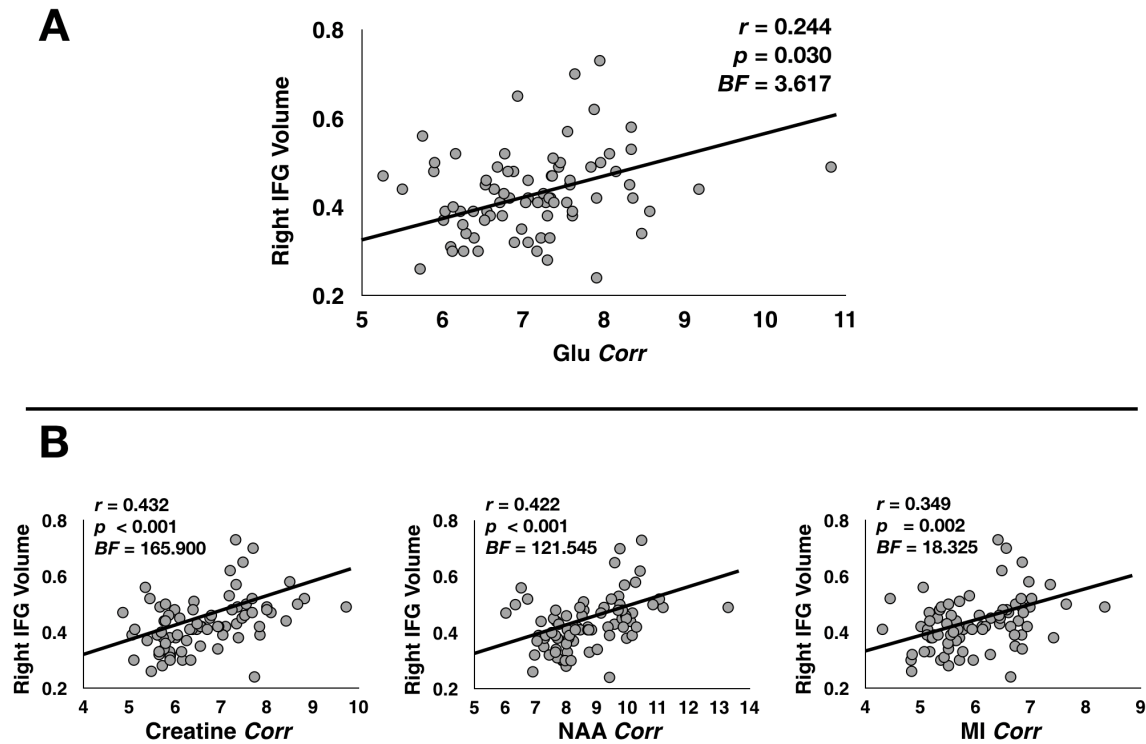 A
r = 0.244
p = 0.030
BF = 3.617
Right IFG Volume
0.8
0.6
0.4
0.2
5 6 7 8 9 10 11
Glu Corr
B
r = 0.432
p < 0.001
BF = 165.900
Right IFG Volume
0.8
0.6
0.4
0.2
4 5 6 7 8 9 10
Creatine Corr
r = 0.422
p < 0.001
BF = 121.545
Right IFG Volume
0.8
0.6
0.4
0.2
5 6 7 8 9 10 11 12 13 14
NAA Corr
r = 0.349
p = 0.002
BF = 18.325
Right IFG Volume
0.8
0.6
0.4
0.2
4 5 6 7 8 9
MI Corr